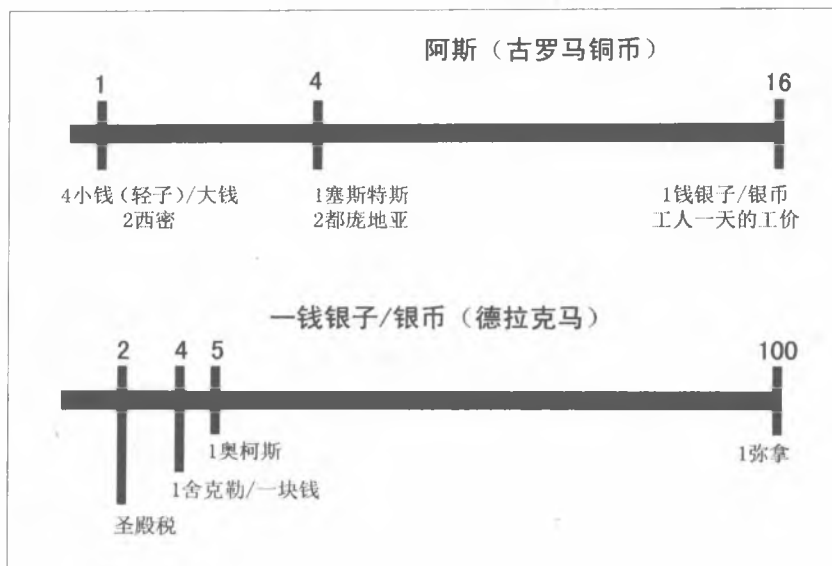 阿斯（古罗马铜币）
1 4 16
4小钱（轻子）/大钱 1塞斯特斯 1钱银子/银币
2西密 2都庞地亚 工人一天的工价
一钱银子/银币（德拉克马）
2 4 5 100
1奥柯斯 1弥拿
1舍克勒/一块钱
圣殿税